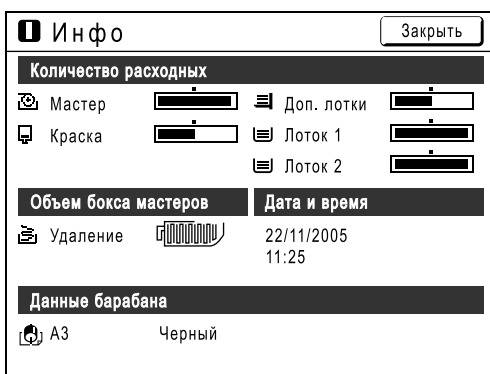 Инфо
Закрыть
Количество расходных
Мастер
Доп. лотки
Краска
Лоток 1
Лоток 2
Объем бокса мастеров
Дата и время
Удаление
22/11/2005
11:25
Данные барабана
A3 Черный